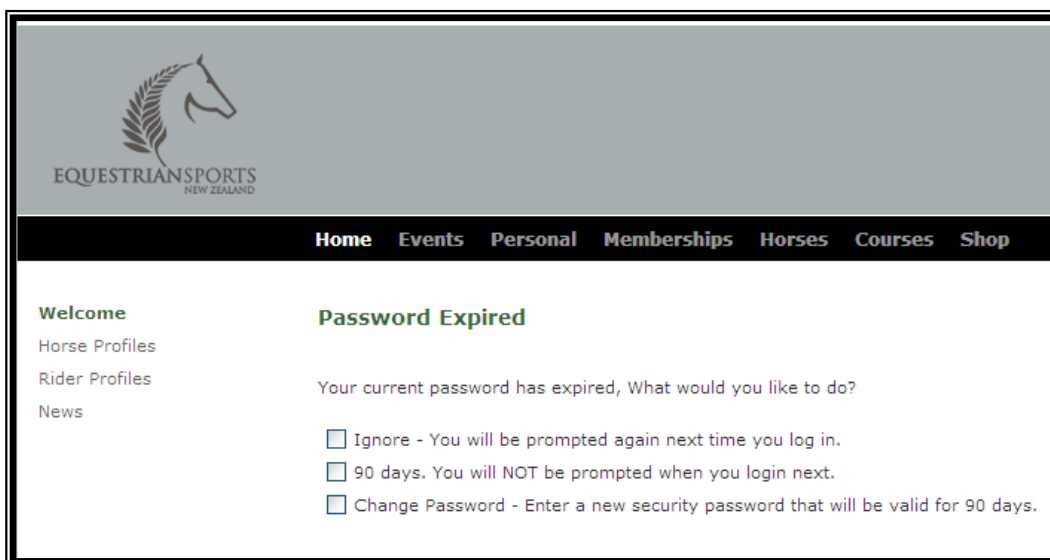 EQUESTRIANSPORTS
NEW ZEALAND
Home Events Personal Memberships Horses Courses Shop
Welcome
Horse Profiles
Rider Profiles
News
Password Expired
Your current password has expired, What would you like to do?
Ignore - You will be prompted again next time you log in.
90 days. You will NOT be prompted when you login next.
Change Password - Enter a new security password that will be valid for 90 days.